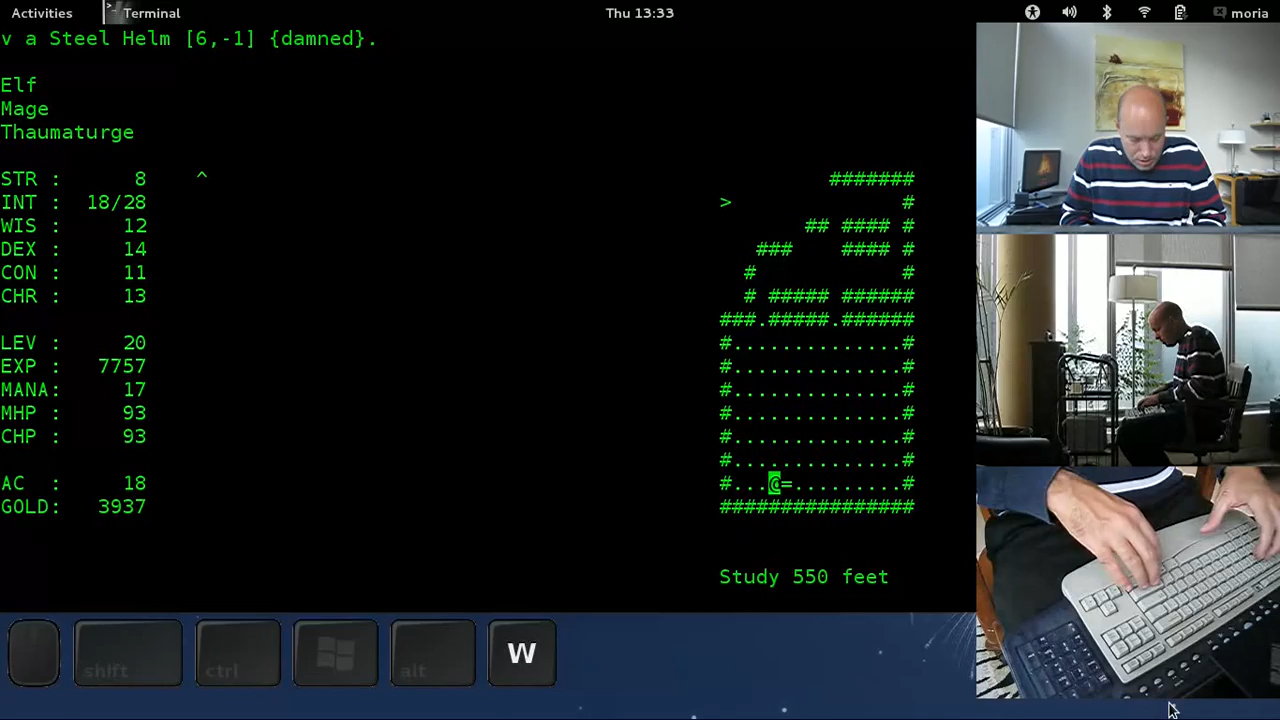 Activities Terminal Thu 13:33 moria
v a Steel Helm [6,-1] {damned}.
Elf
Mage
Thaumaturge
STR : 8 ^ #######
INT : 18/28 > #
WIS : 12 ## #### #
DEX : 14 ### #### #
CON : 11 # #
CHR : 13 # ##### ######
###.#####.######
LEV : 20 #..............#
EXP : 7757 #..............#
MANA: 17 #..............#
MHP : 93 #..............#
CHP : 93 #..............#
#..............#
AC : 18 #...@=.........#
GOLD: 3937 ################
Study 550 feet
shift ctrl alt W